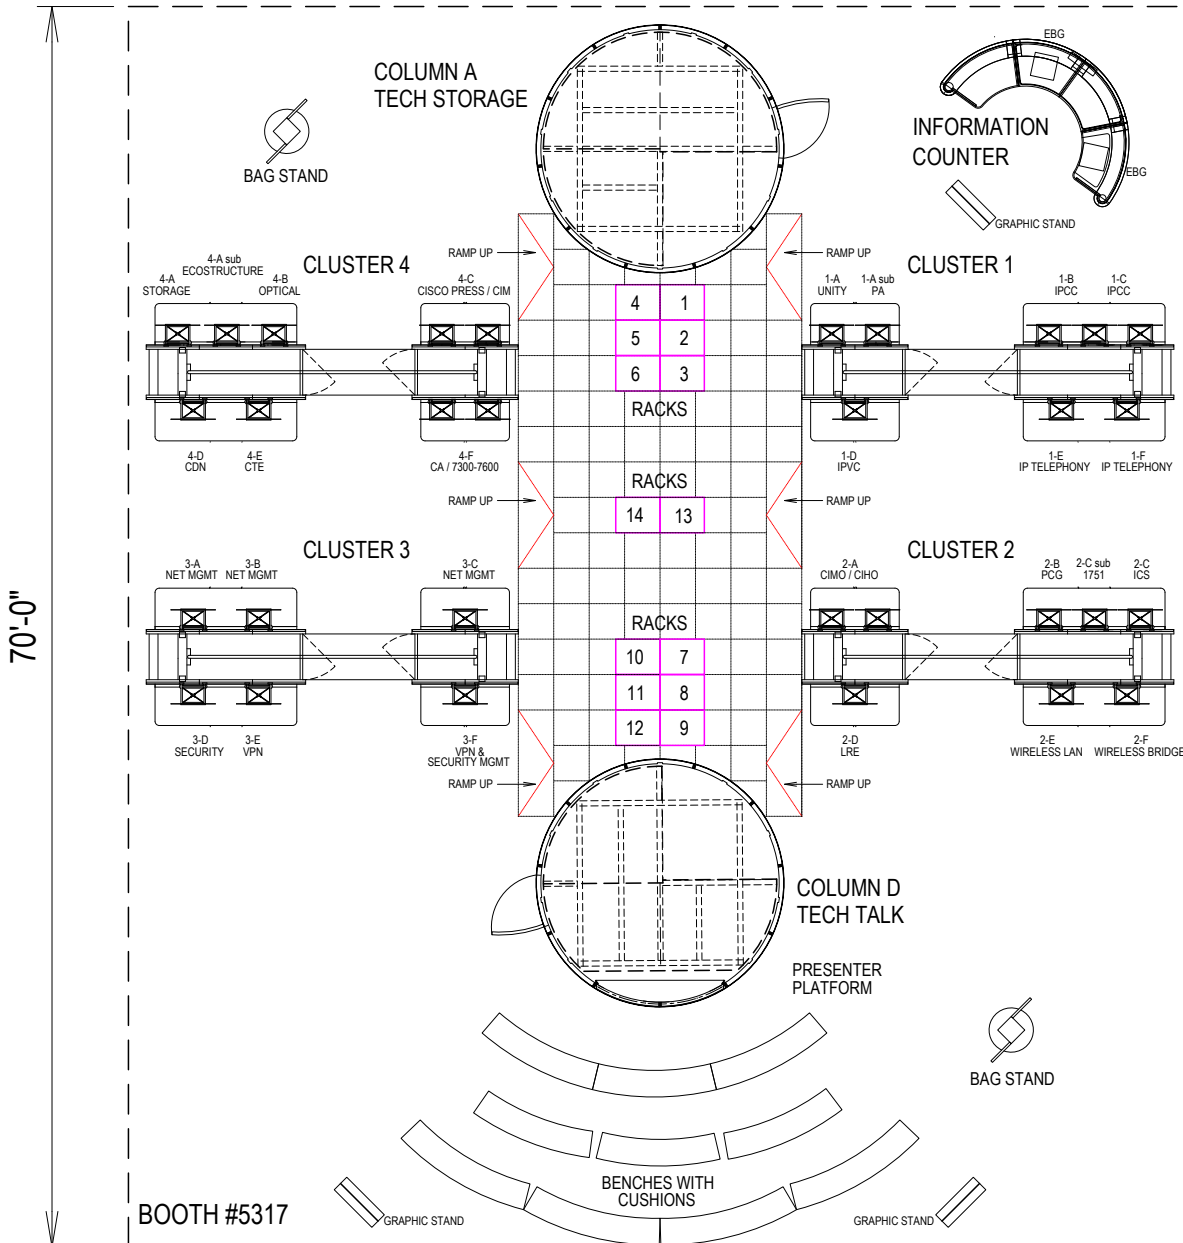 EBG
COLUMN A
TECH STORAGE
INFORMATION
COUNTER
EBG
BAG STAND
GRAPHIC STAND
RAMP UP
RAMP UP
4-A sub
ECOSTRUCTURE
CLUSTER 4
CLUSTER 1
4-A
STORAGE
4-B
OPTICAL
4-C
CISCO PRESS / CIM
1-A
UNITY
1-A sub
PA
1-B
IPCC
1-C
IPCC
4 1
5 2
6 3
RACKS
4-D
CDN
4-E
CTE
4-F
CA / 7300-7600
1-D
IPVC
1-E
IP TELEPHONY
1-F
IP TELEPHONY
RACKS
RAMP UP
RAMP UP
14 13
CLUSTER 3
CLUSTER 2
3-A
NET MGMT
3-B
NET MGMT
3-C
NET MGMT
2-A
CIMO / CIHO
2-B
PCG
2-C sub
1751
2-C
ICS
70'-0"
RACKS
10 7
11 8
12 9
3-D
SECURITY
3-E
VPN
3-F
VPN &
SECURITY MGMT
2-D
LRE
2-E
WIRELESS LAN
2-F
WIRELESS BRIDGE
RAMP UP
RAMP UP
COLUMN D
TECH TALK
PRESENTER
PLATFORM
BAG STAND
BENCHES WITH
CUSHIONS
BOOTH #5317
GRAPHIC STAND
GRAPHIC STAND